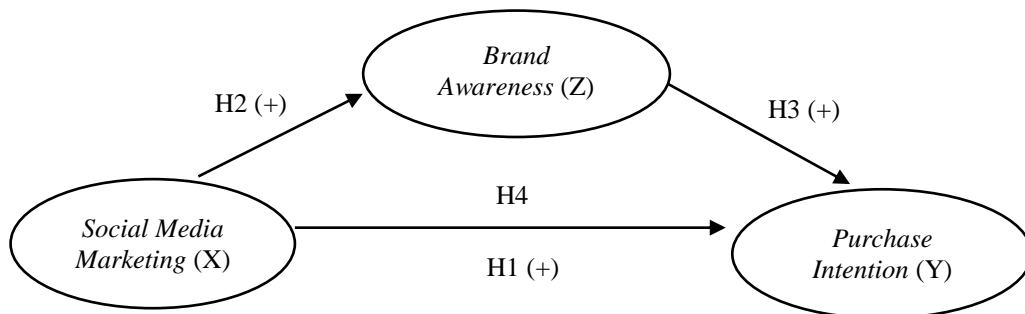 Brand
Awareness (Z)
H2 (+)
H3 (+)
H4
Social Media
Marketing (X)
Purchase
Intention (Y)
H1 (+)